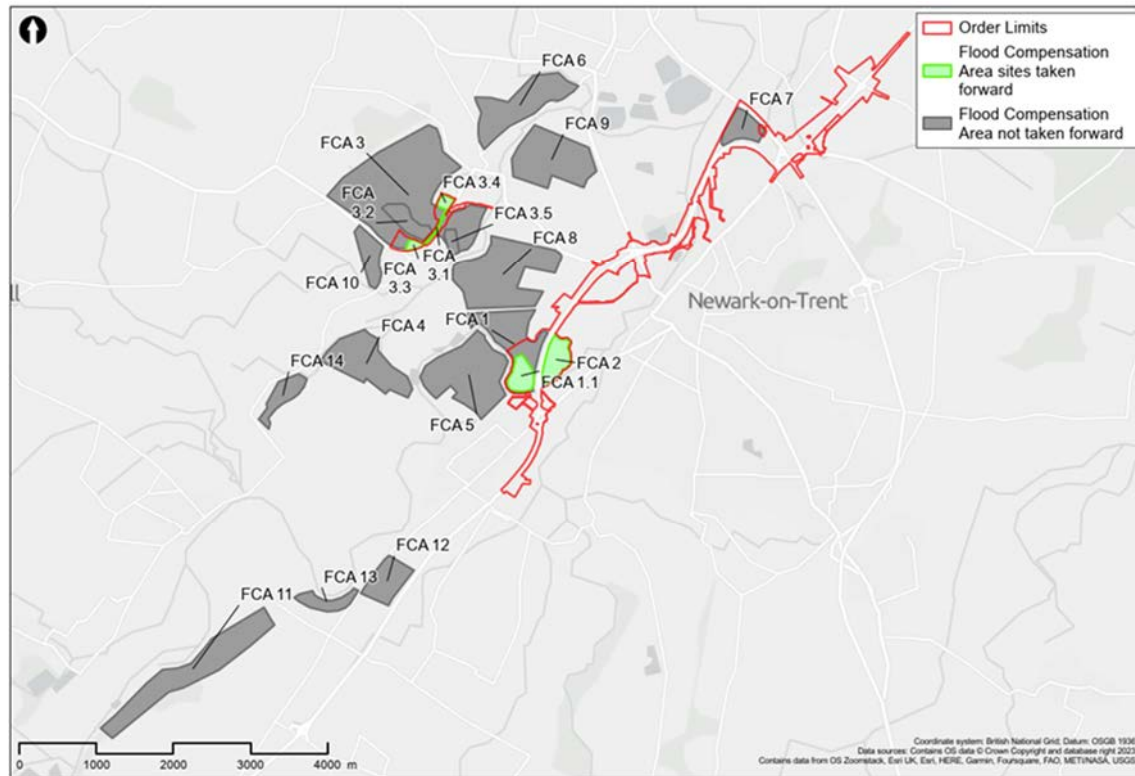 Order Limits
Flood Compensation
Area sites taken
forward
Flood Compensation
Area not taken forward
FCA 6
FCA 7
FCA 9
FCA 3
FCA 3.4
FCA
3.2
FCA 3.5
FCA 8
FCA 10
FCA
3.3
FCA
3.1
ll
Newark-on-Trent
FCA 1
FCA 4
FCA 14
FCA 2
FCA 1.1
FCA 5
FCA 12
FCA 13
FCA 11
0 1000 2000 3000 4000 m
Coordinate system: British National Grid; Datum: OSGB 1936
Data sources: Contains OS data © Crown Copyright and database right 2023
Contains data from OS Zoomstack, Esri UK, Esri, HERE, Garmin, Foursquare, FAO, METI/NASA, USGS